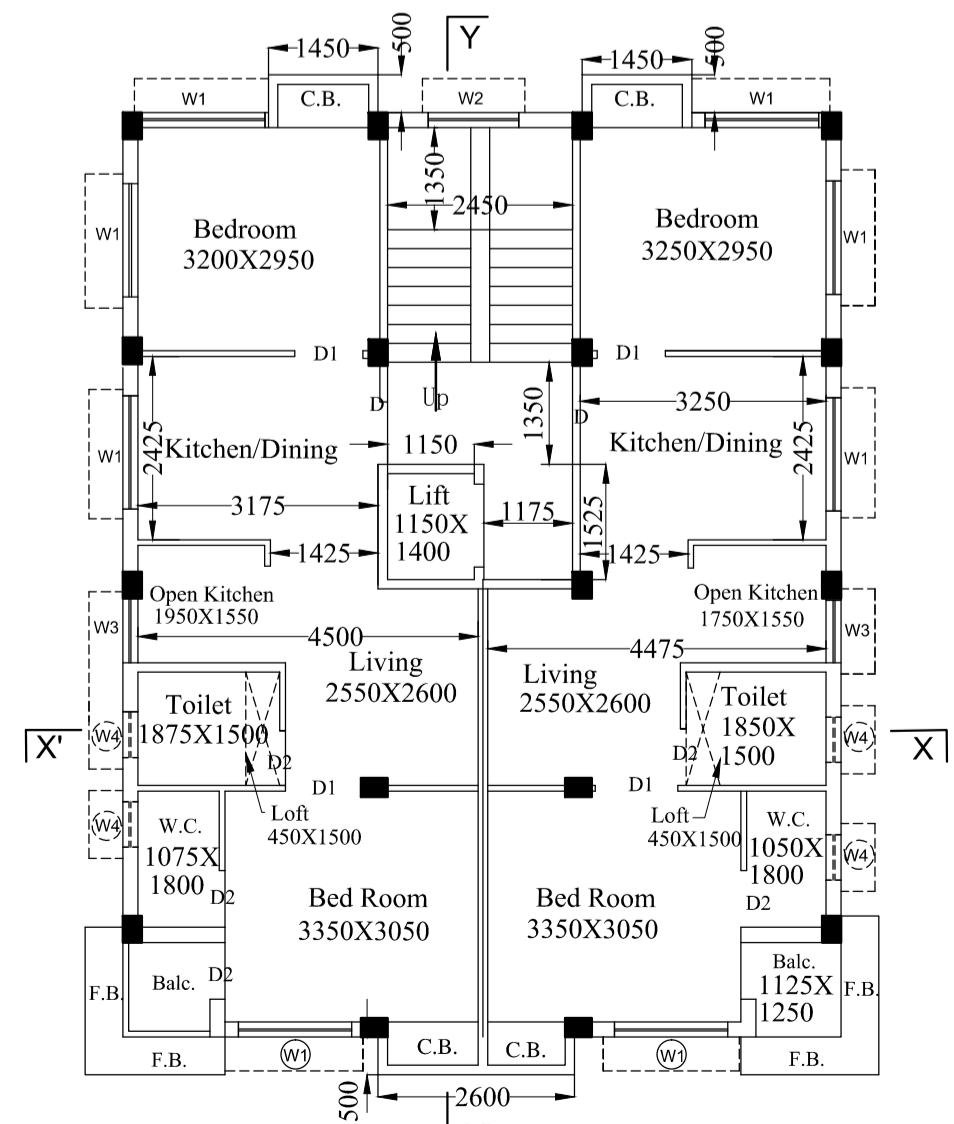 Y
1450
500
1450
500
W1
C.B.
W2
C.B.
W1
1350
2450
Bedroom
3200X2950
Bedroom
3250X2950
W1
W1
D1
D1
Up
D
D
3250
1350
2425
Kitchen/Dining
1150
Kitchen/Dining
2425
W1
W1
3175
Lift
1150X
1400
1175
1525
1425
1425
Open Kitchen
1950X1550
Open Kitchen
1750X1550
W3
W3
4500
4475
Living
2550X2600
Living
2550X2600
Toilet
1875X1500
Toilet
1850X
1500
X'
W4
W4
X
D2
D2
D1
D1
Loft
450X1500
Loft
450X1500
W4
W.C.
1075X
1800
W.C.
1050X
1800
W4
D2
D2
Bed Room
3350X3050
Bed Room
3350X3050
D2
Balc.
Balc.
1125X
1250
F.B.
F.B.
F.B.
W1
C.B.
C.B.
W1
F.B.
500
2600